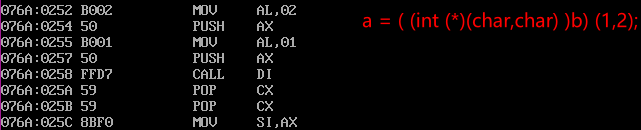 076A:0252 B002 MOV AL,02
a = ( (int (*)(char,char) )b) (1,2);
076A:0254 50 PUSH AX
076A:0255 B001 MOV AL,01
076A:0257 50 PUSH AX
076A:0258 FFD7 CALL DI
076A:025A 59 POP CX
076A:025B 59 POP CX
076A:025C 8BF0 MOV SI,AX